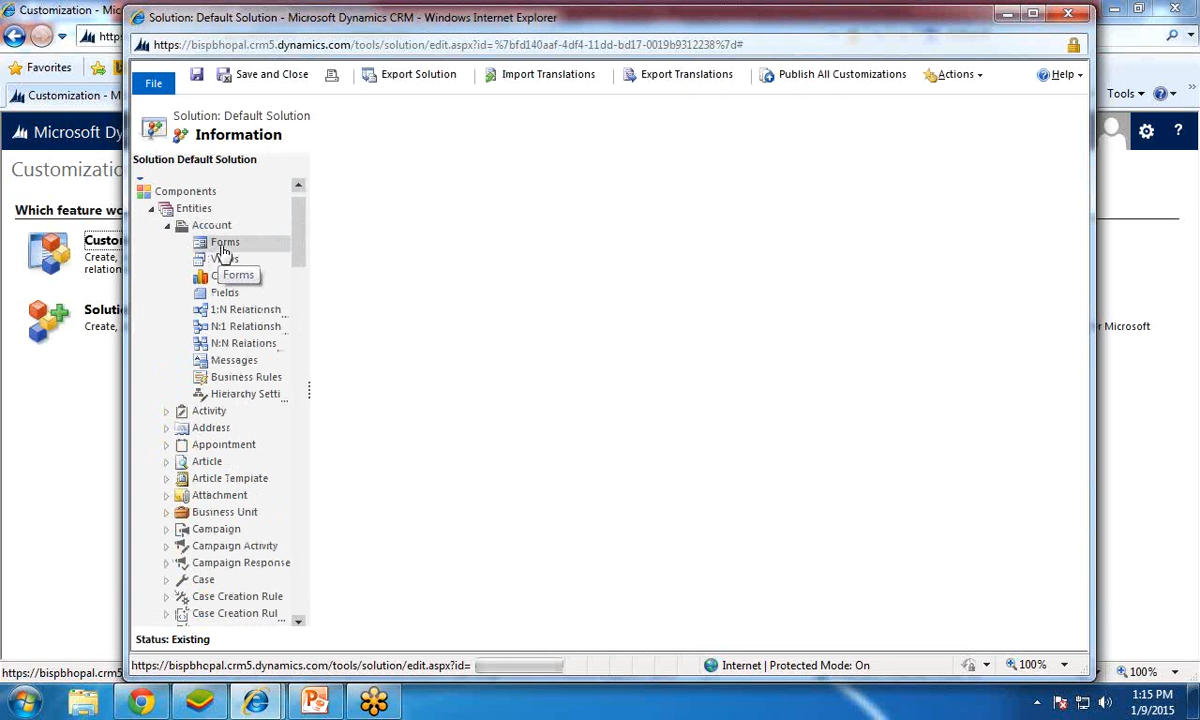 Customization - Mic
Solution: Default Solution - Microsoft Dynamics CRM - Windows Internet Explorer
https://bispbhopal.crm5.dynamics.com/tools/solution/edit.aspx?id= %7bfd140aaf-4df4-11dd-bd17-0019b9312238%7d#
http
Favorites
Customization - M
Tools
File
Save and Close
Export Solution
Import Translations
Export Translations
Publish All Customizations
Actions
Help
Microsoft Dy
Customizatio
Which feature wo
Custo
Create,
relation
Solutio
Create,
r Microsoft
Solution: Default Solution
Information
Solution Default Solution
Components
Entities
Account
Forms
Forms
Fields
1:N Relationsh...
N:1 Relationsh...
N:N Relations...
Messages
Business Rules
Hierarchy Setti...
Activity
Address
Appointment
Article
Article Template
Attachment
Business Unit
Campaign
Campaign Activity
Campaign Response
Case
Case Creation Rule
Case Creation Rul...
Status: Existing
https://bispbhopal.crm5.dynamics.com/tools/solution/edit.aspx?id=
Internet | Protected Mode: On
100%
https://bispbhopal.crm5
100%
1:15 PM
1/9/2015